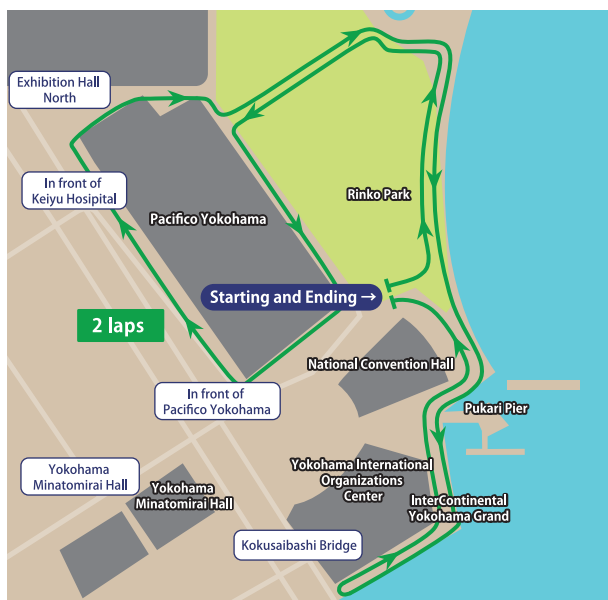 Exhibition Hall
North
In front of
Keiyu Hosipital
Rinko Park
Pacifico Yokohama
Starting and Ending →
2 laps
National Convention Hall
In front of
Pacifico Yokohama
Pukari Pier
Yokohama
Minatomirai Hall
Yokohama
Minatomirai Hall
Yokohama International
Organizations
Center
InterContinental
Yokohama Grand
Kokusaibashi Bridge